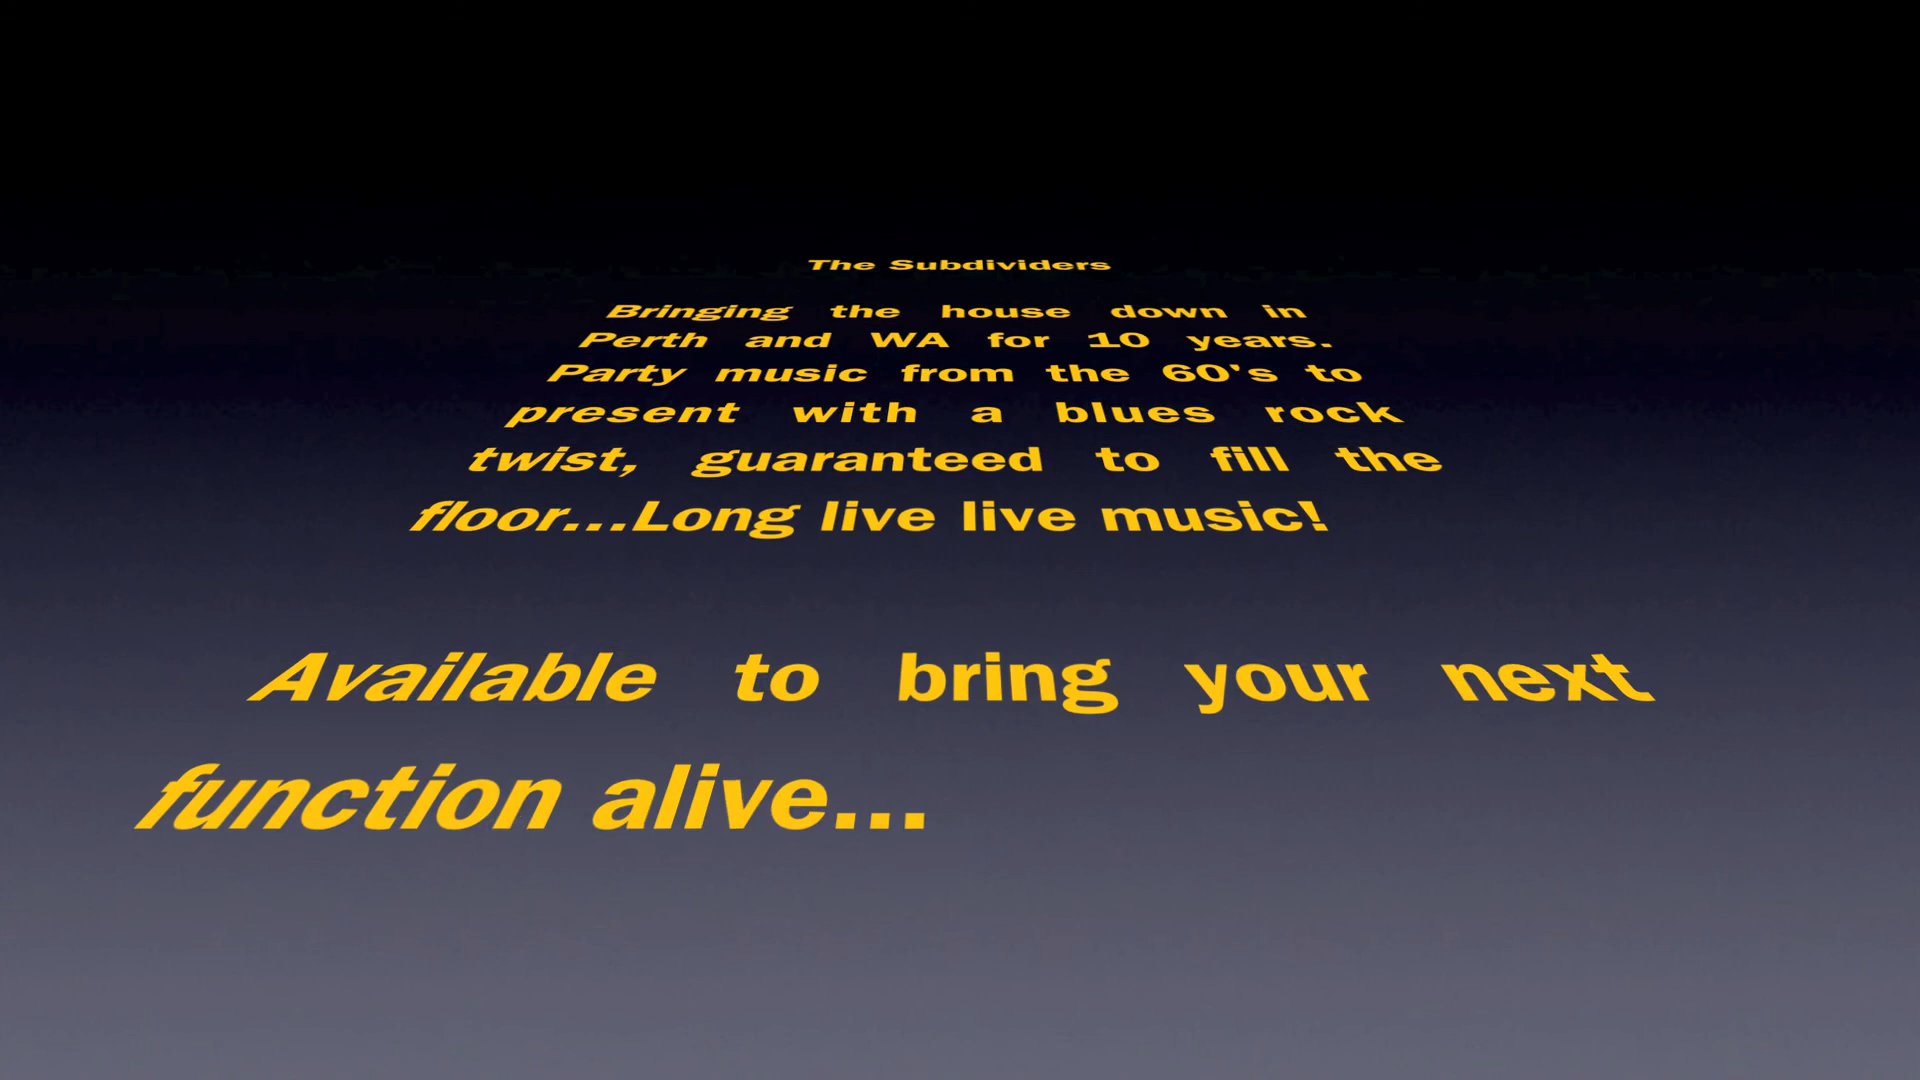 The Subdividers
Bringing the house down in
Perth and WA for 10 years.
Party music from the 60's to
present with a blues rock
twist, guaranteed to fill the
floor...Long live live music!
Available to bring your next
function alive...